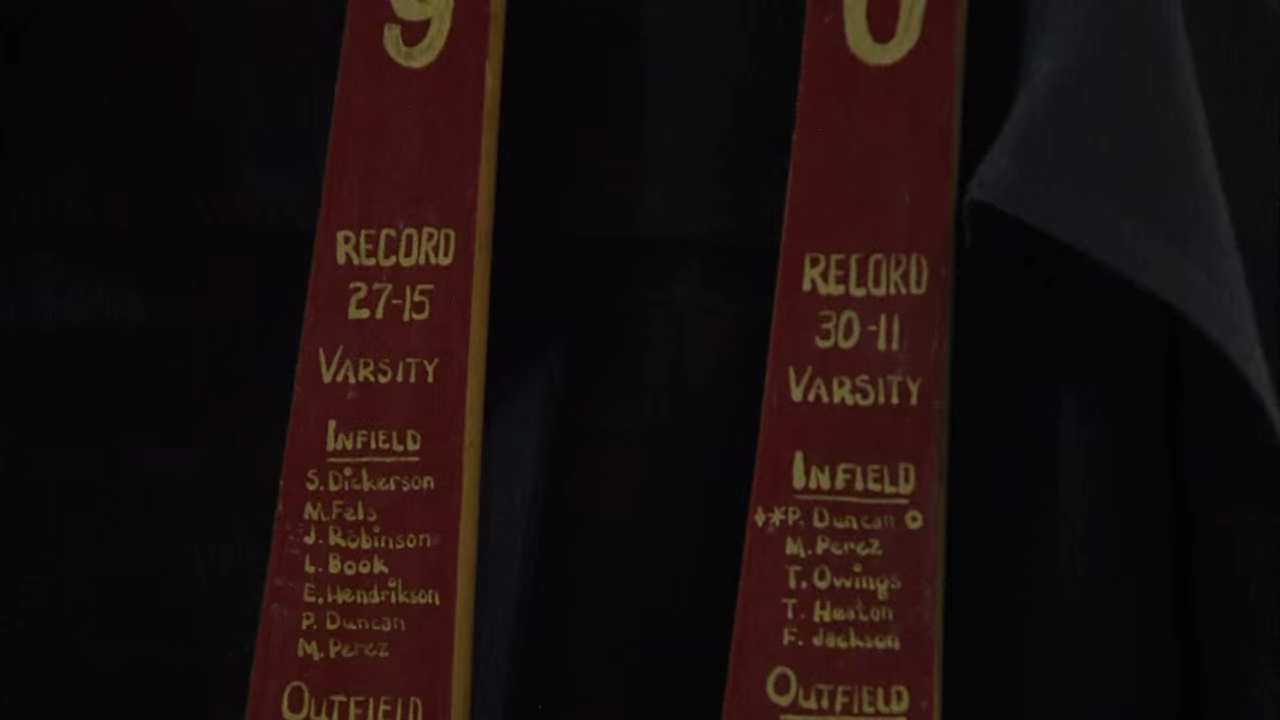 9
RECORD
27-15
VARSITY
INFIELD
S. Dickerson
M. Fels
J. Robinson
L. Book
E. Hendrikson
P. Duncan
M. Perez
OUTFIELD
0
RECORD
30-11
VARSITY
INFIELD
P. Duncan
M. Perez
T. Owings
T. Heaton
F. Jackson
OUTFIELD